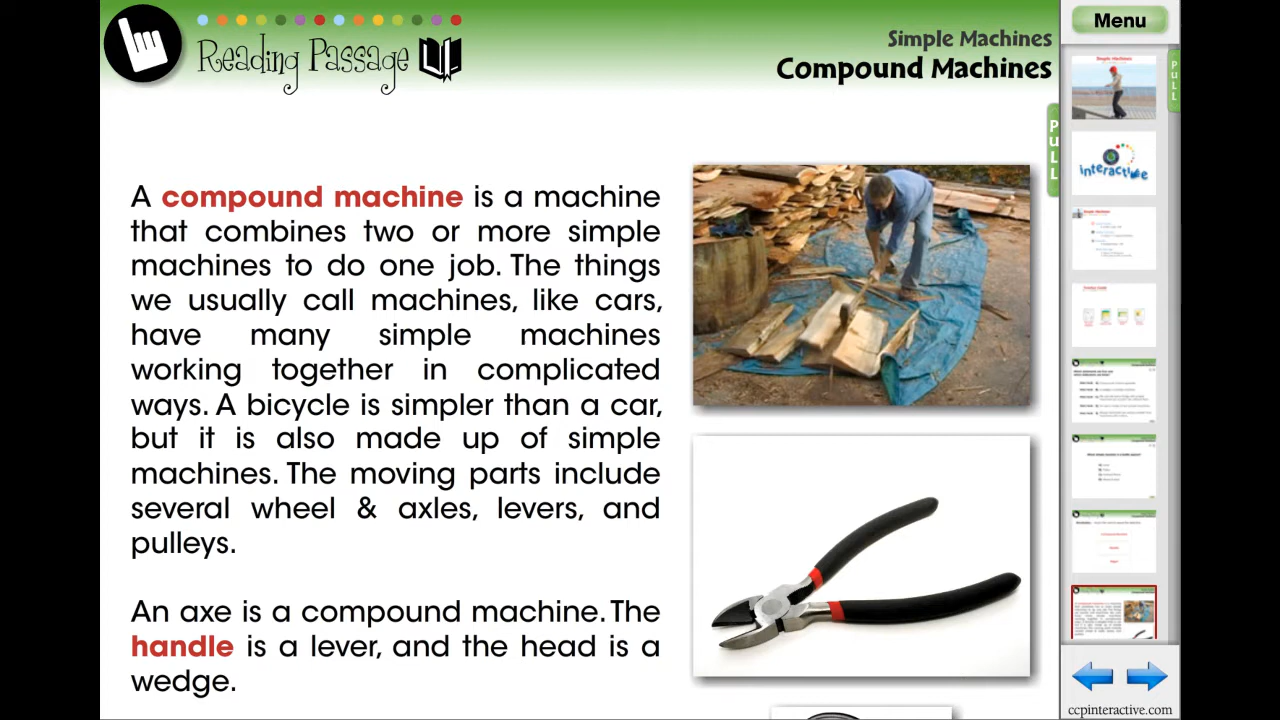 Reading Passage
Simple Machines
Compound Machines
A compound machine is a machine
that combines two or more simple
machines to do one job. The things
we usually call machines, like cars,
have many simple machines
working together in complicated
ways. A bicycle is simpler than a car,
but it is also made up of simple
machines. The moving parts include
several wheel & axles, levers, and
pulleys.
An axe is a compound machine. The
handle is a lever, and the head is a
wedge.
PULL
Menu
PULL
Simple Machines
interactive
ccpinteractive.com